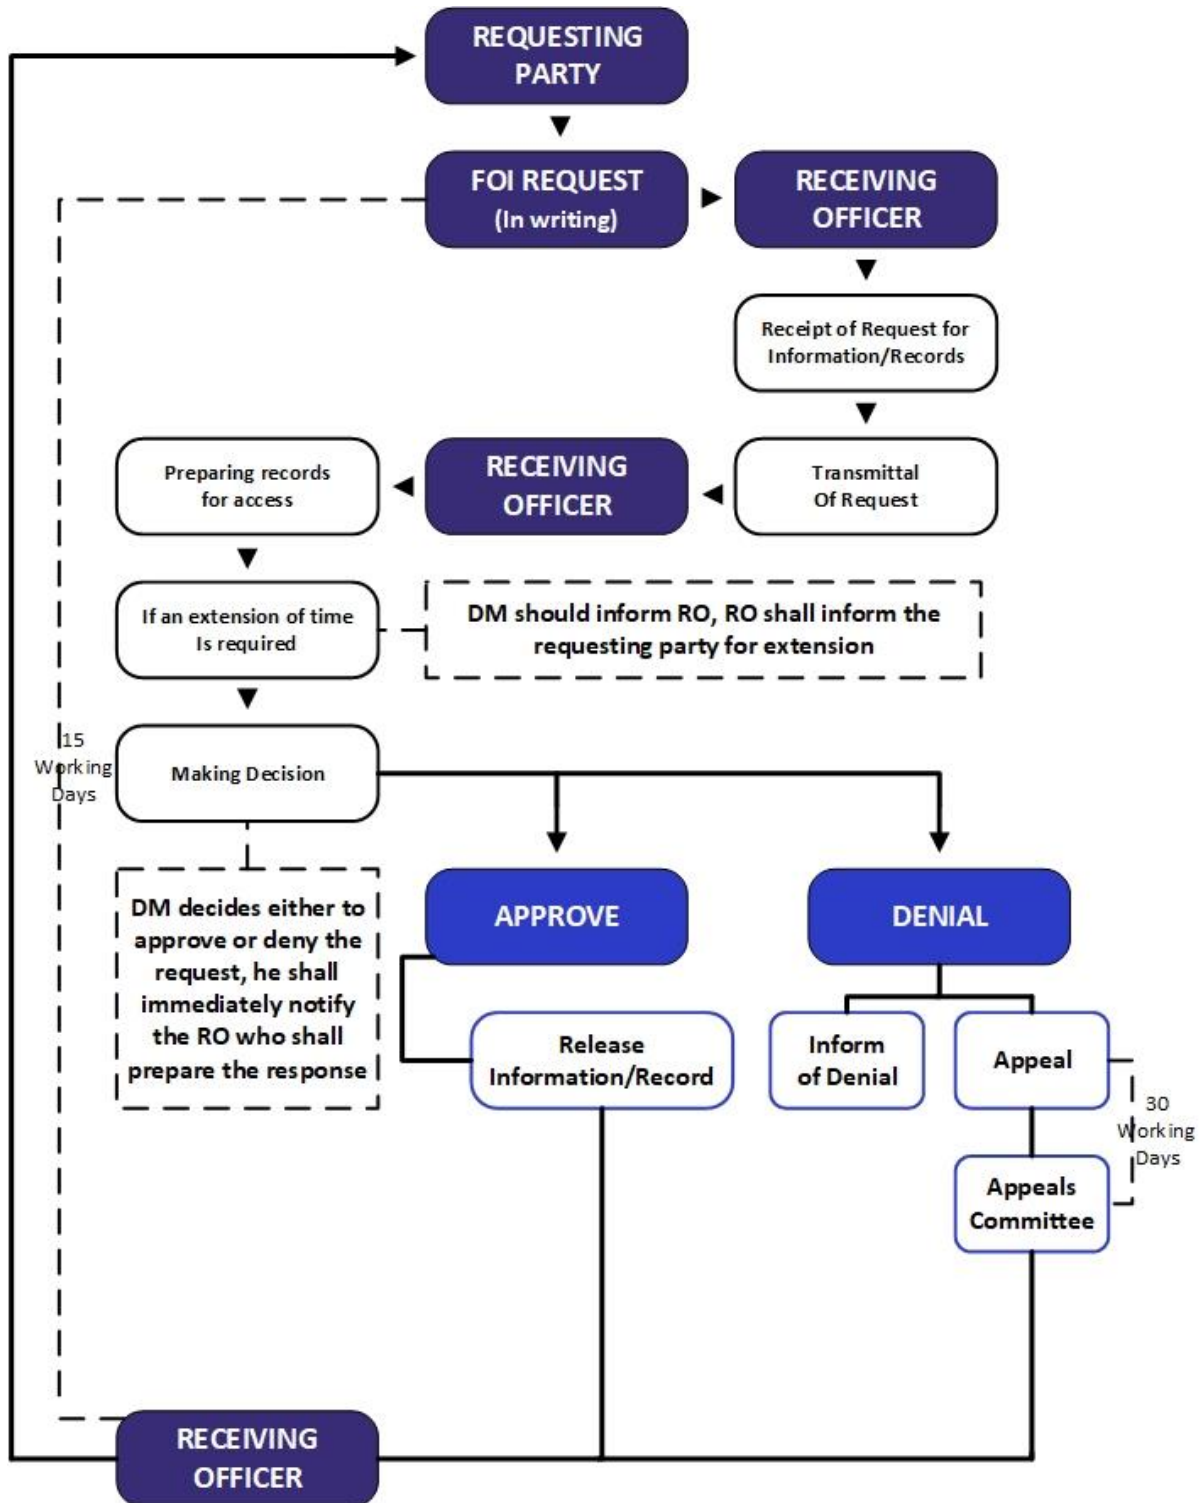 REQUESTING
PARTY
FOI REQUEST
(In writing)
RECEIVING
OFFICER
Receipt of Request for
Information/Records
Transmittal
Of Request
RECEIVING
OFFICER
Preparing records
for access
If an extension of time
Is required
DM should inform RO, RO shall inform the
requesting party for extension
15
Working
Days
Making Decision
DM decides either to
approve or deny the
request, he shall
immediately notify
the RO who shall
prepare the response
APPROVE
DENIAL
Release
Information/Record
Inform
of Denial
Appeal
30
Working
Days
Appeals
Committee
RECEIVING
OFFICER